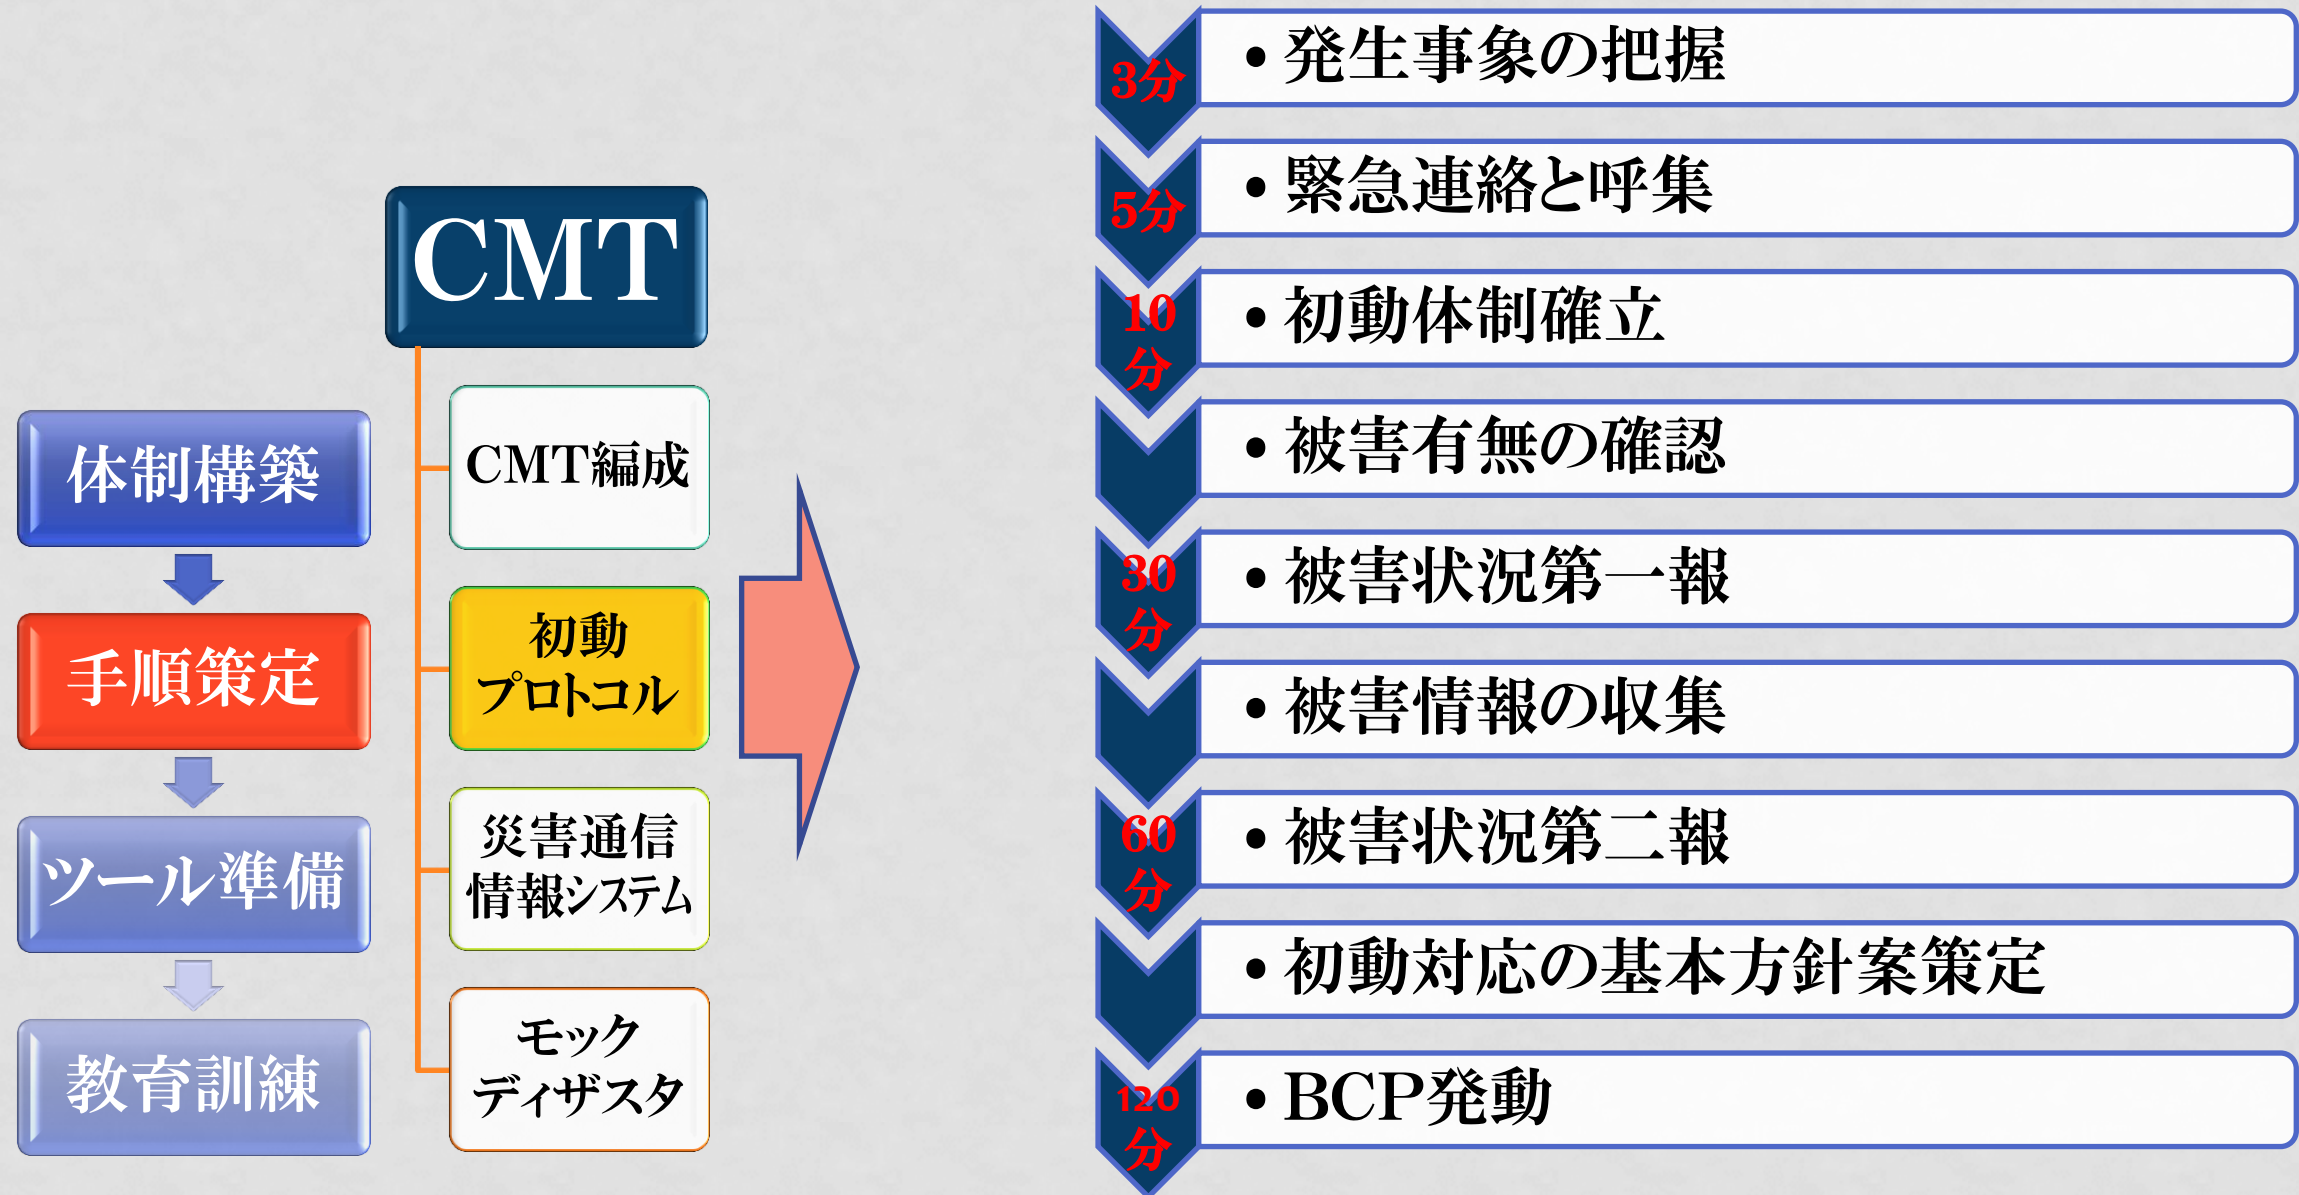 体制構築
手順策定
ツール準備
教育訓練
CMT
CMT編成
初動
プロトコル
災害通信
情報システム
モック
ディザスタ
3分
• 発生事象の把握
5分
• 緊急連絡と呼集
10
分
• 初動体制確立
• 被害有無の確認
30
分
• 被害状況第一報
• 被害情報の収集
60
分
• 被害状況第二報
• 初動対応の基本方針案策定
120
分
• BCP発動